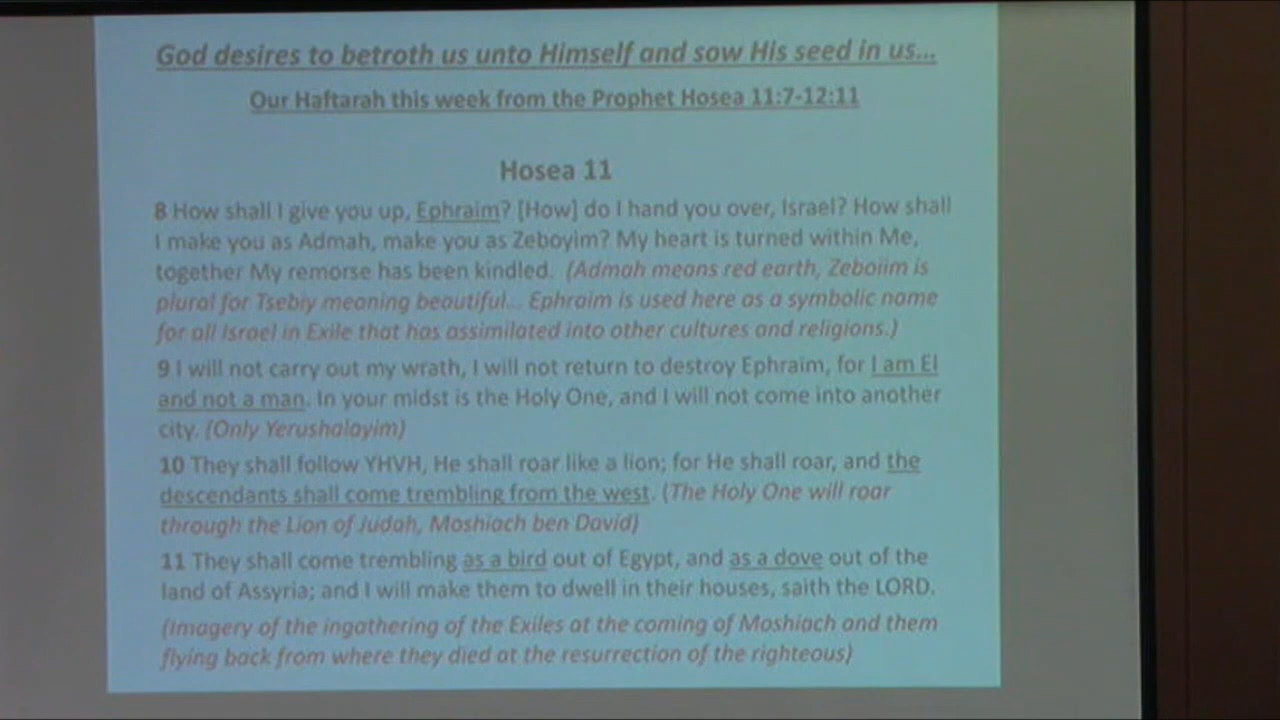 God desires to betroth us unto Himself and sow His seed in us...
Our Haftarah this week from the Prophet Hosea 11:7-12:11
Hosea 11
8 How shall I give you up, Ephraim? [How] do I hand you over, Israel? How shall
I make you as Admah, make you as Zeboyim? My heart is turned within Me,
together My remorse has been kindled. (Admah means red earth, Zeboiim is
plural for Tsebiy meaning beautiful... Ephraim is used here as a symbolic name
for all Israel in Exile that has assimilated into other cultures and religions.)
9 I will not carry out my wrath, I will not return to destroy Ephraim, for I am El
and not a man. In your midst is the Holy One, and I will not come into another
city. (Only Yerushalayim)
10 They shall follow YHVH, He shall roar like a lion; for He shall roar, and the
descendants shall come trembling from the west. (The Holy One will roar
through the Lion of Judah, Moshiach ben David)
11 They shall come trembling as a bird out of Egypt, and as a dove out of the
land of Assyria; and I will make them to dwell in their houses, saith the LORD.
(Imagery of the ingathering of the Exiles at the coming of Moshiach and them
flying back from where they died at the resurrection of the righteous)